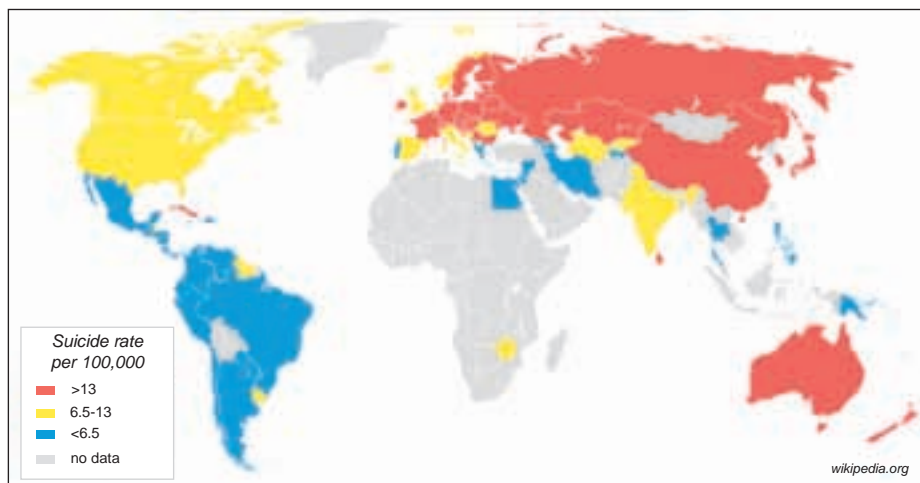 Suicide rate
per 100,000
>13
6.5-13
<6.5
no data
wikipedia.org